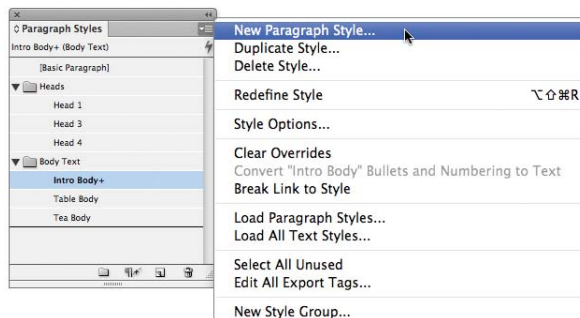 Paragraph Styles
Intro Body+ (Body Text)
[Basic Paragraph]
Heads
Head 1
Head 3
Head 4
Body Text
Intro Body+
Table Body
Tea Body
New Paragraph Style...
Duplicate Style...
Delete Style...
Redefine Style ⌥⇧⌘R
Style Options...
Clear Overrides
Convert "Intro Body" Bullets and Numbering to Text
Break Link to Style
Load Paragraph Styles...
Load All Text Styles...
Select All Unused
Edit All Export Tags...
New Style Group...